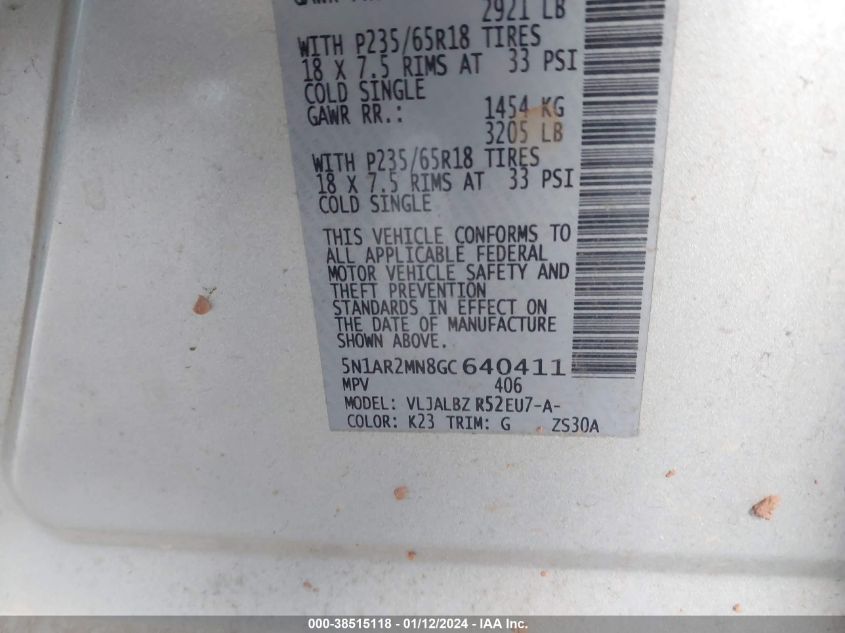 2921 LB
WITH P235/65R18 TIRES
18 X 7.5 RIMS AT 33 PSI
COLD SINGLE
GAWR RR.: 1454 KG
3205 LB
WITH P235/65R18 TIRES
18 X 7.5 RIMS AT 33 PSI
COLD SINGLE
THIS VEHICLE CONFORMS TO
ALL APPLICABLE FEDERAL
MOTOR VEHICLE SAFETY AND
THEFT PREVENTION
STANDARDS IN EFFECT ON
THE DATE OF MANUFACTURE
SHOWN ABOVE.
5N1AR2MN8GC 640411
MPV 406
MODEL: VLJALBZ R52EU7-A-
COLOR: K23 TRIM: G ZS30A
000-38515118 - 01/12/2024 - IAA Inc.